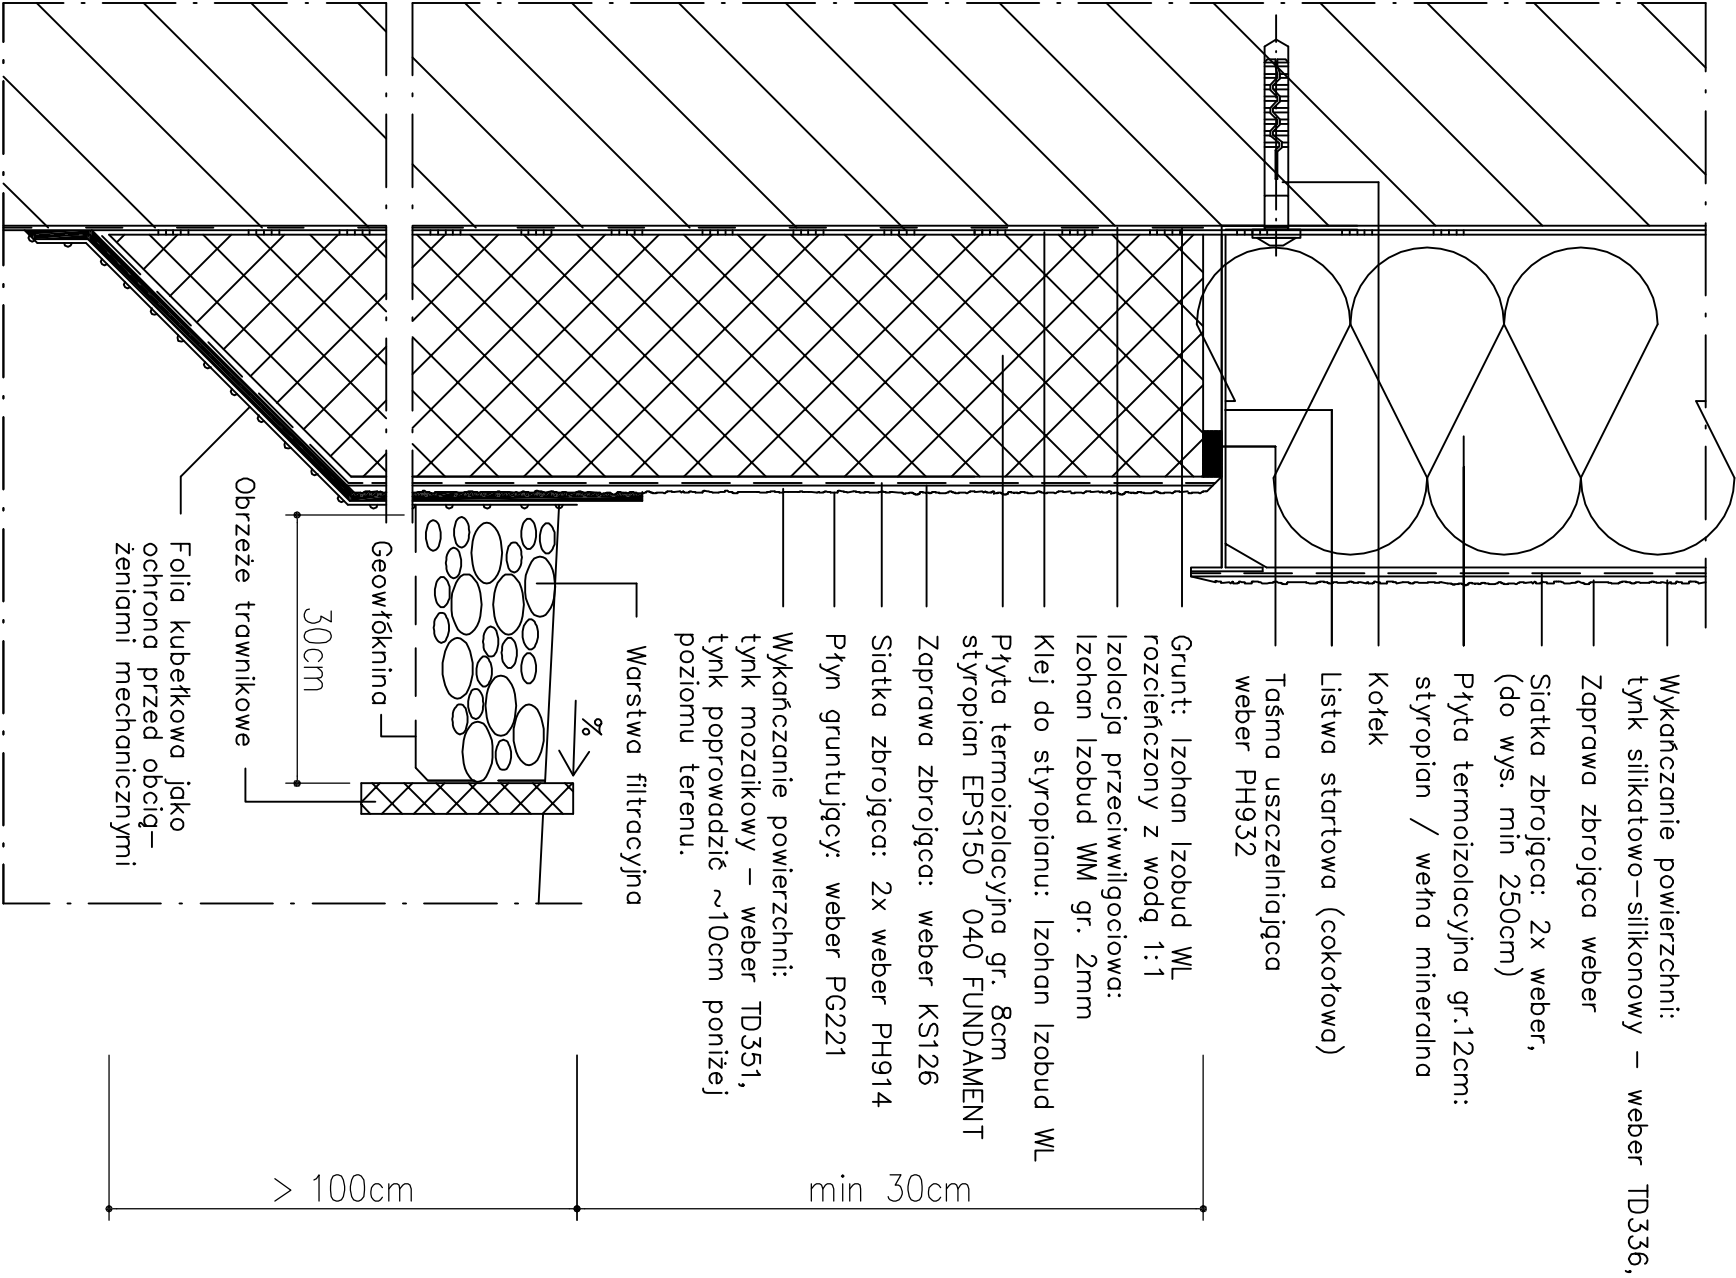 Wykańczanie powierzchni:
tynk silikatowo-silikonowy - weber TD336,
Zaprawa zbrojąca weber
Siatka zbrojąca: 2x weber,
(do wys. min 250cm)
Płyta termoizolacyjna gr.12cm:
styropian / wełna mineralna
Kołek
Listwa startowa (cokołowa)
Taśma uszczelniająca
weber PH932
Grunt: Izohan Izobud WL
rozcieńczony z wodą 1:1
Izolacja przeciwwilgociowa:
Izohan Izobud WM gr. 2mm
Klej do styropianu: Izohan Izobud WL
Płyta termoizolacyjna gr. 8cm
styropian EPS150 040 FUNDAMENT
Zaprawa zbrojąca: weber KS126
Siatka zbrojąca: 2x weber PH914
Płyn gruntujący: weber PG221
Wykańczanie powierzchni:
tynk mozaikowy - weber TD351,
tynk poprowadzić ~10cm poniżej
poziomu terenu.
Warstwa filtracyjna
%
Geowłóknina
30cm
Obrzeże trawnikowe
Folia kubełkowa jako
ochrona przed obcią-
żeniami mechanicznymi
min 30cm
> 100cm